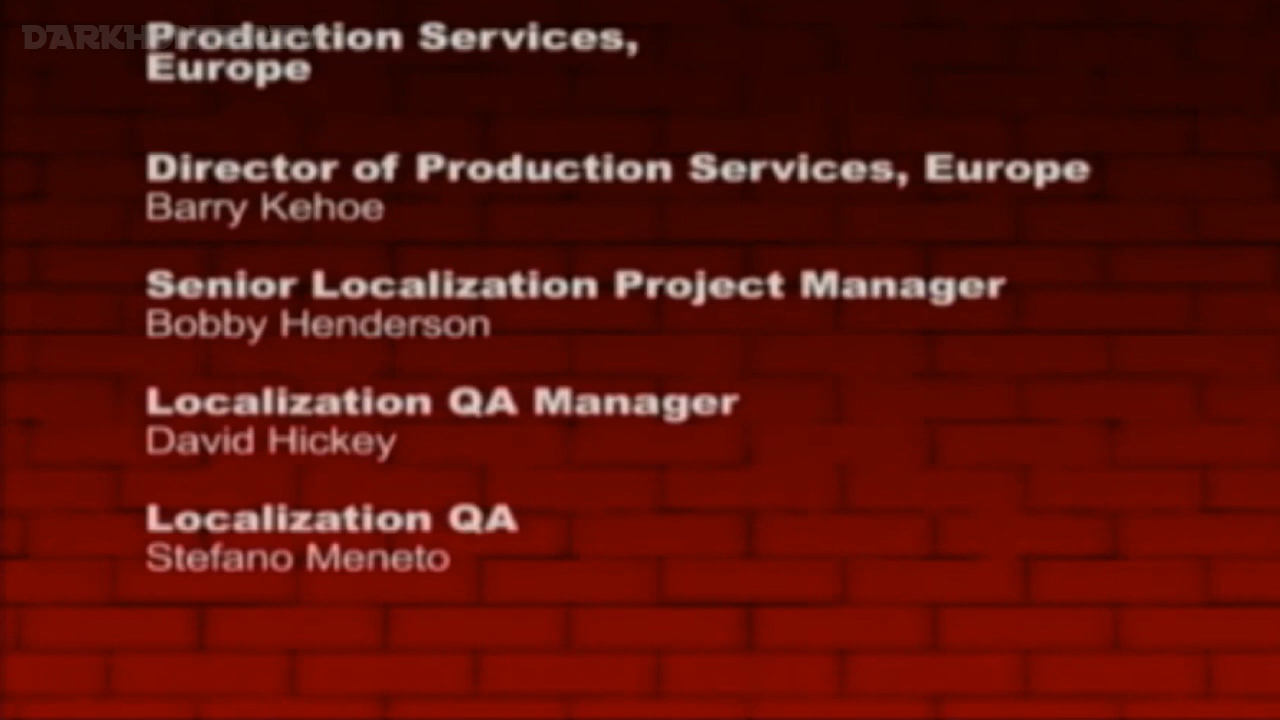 Production Services,
Europe
Director of Production Services, Europe
Barry Kehoe
Senior Localization Project Manager
Bobby Henderson
Localization QA Manager
David Hickey
Localization QA
Stefano Meneto